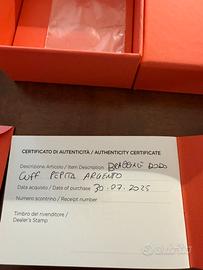 CERTIFICATO DI AUTENTICITÀ / AUTHENTICITY CERTIFICATE
Descrizione Articolo / Item Description DODO
CUFF PEPITA ARGENTO
Data acquisto / Date of purchase 30.07.2025
Numero scontrino / Receipt number
Timbro del rivenditore /
Dealer's Stamp
subito